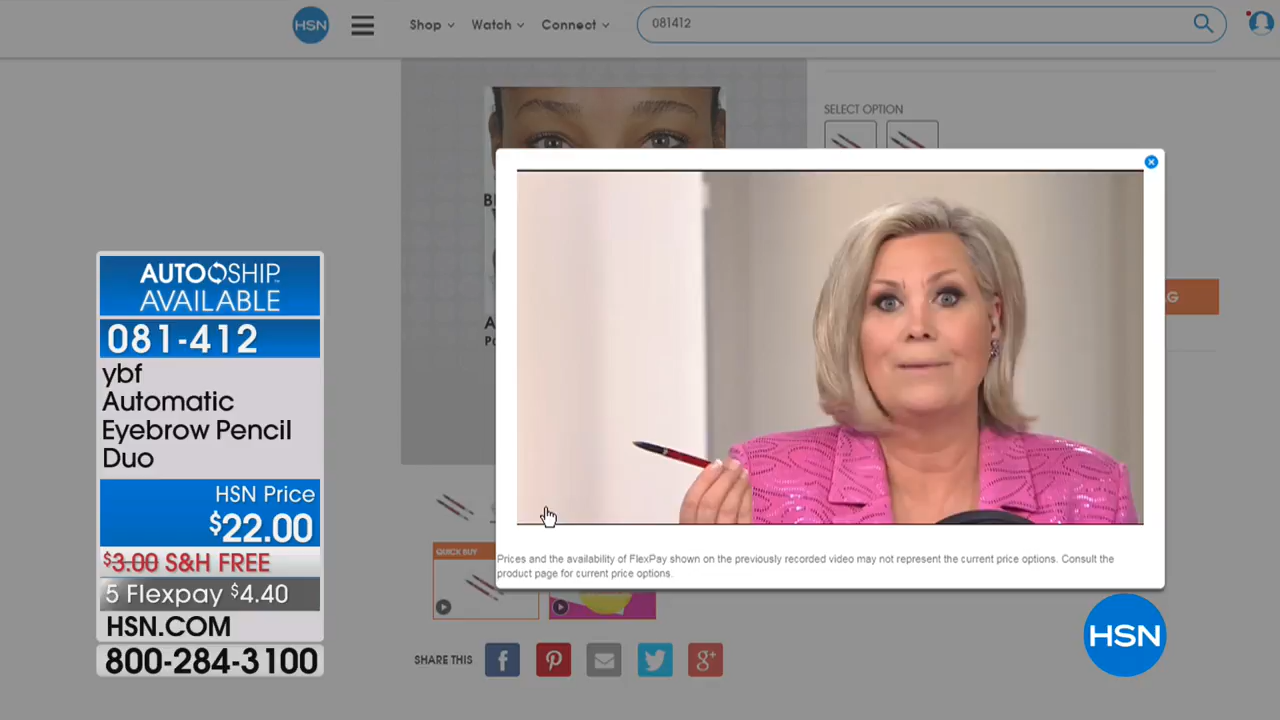 HSN
Shop
Watch
Connect
081412
SELECT OPTION
AUTO SHIP
AVAILABLE
081-412
ybf
Automatic
Eyebrow Pencil
Duo
HSN Price
$22.00
$3.00 S&H FREE
5 Flexpay $4.40
HSN.COM
800-284-3100
QUICK BUY
Prices and the availability of FlexPay shown on the previously recorded video may not represent the current price options. Consult the
product page for current price options.
SHARE THIS
HSN